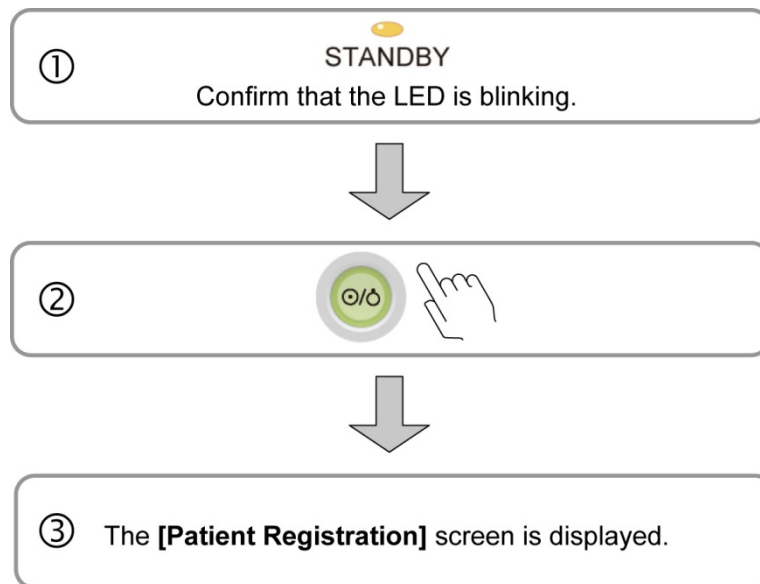 ①
STANDBY
Confirm that the LED is blinking.
②
⊙/⍥
③ The [Patient Registration] screen is displayed.